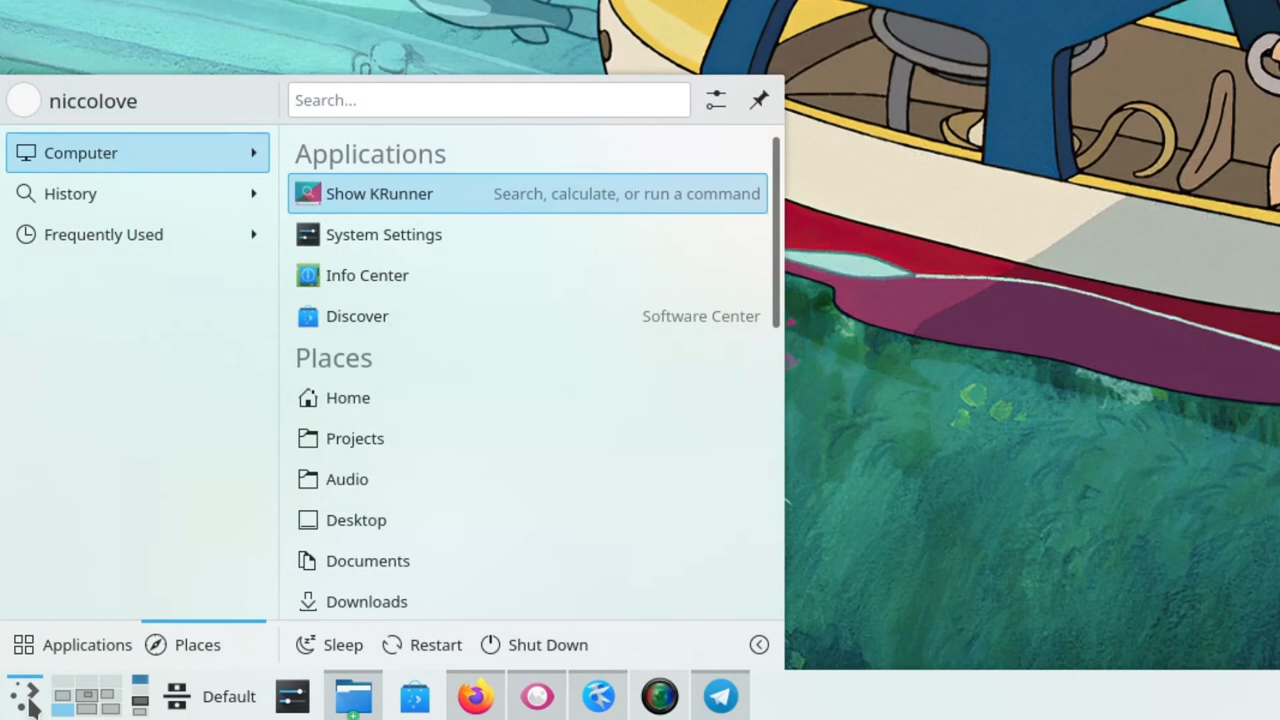 niccolove
Search...
Computer
History
Frequently Used
Applications
Show KRunner Search, calculate, or run a command
System Settings
Info Center
Discover Software Center
Places
Home
Projects
Audio
Desktop
Documents
Downloads
Applications Places Sleep Restart Shut Down
Default